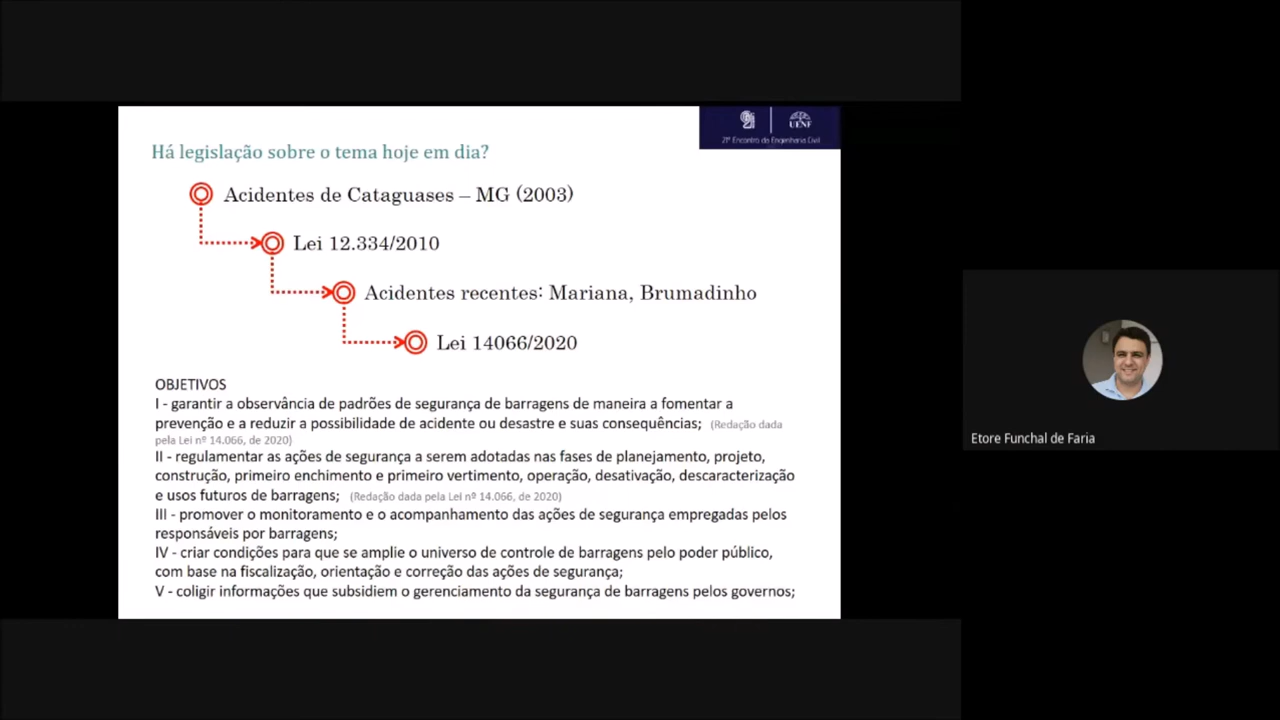 UENF
21º Encontro de Engenharia Civil
Há legislação sobre o tema hoje em dia?
Acidentes de Cataguases – MG (2003)
Lei 12.334/2010
Acidentes recentes: Mariana, Brumadinho
Lei 14066/2020
OBJETIVOS
I - garantir a observância de padrões de segurança de barragens de maneira a fomentar a
prevenção e a reduzir a possibilidade de acidente ou desastre e suas consequências; (Redação dada
pela Lei nº 14.066, de 2020)
II - regulamentar as ações de segurança a serem adotadas nas fases de planejamento, projeto,
construção, primeiro enchimento e primeiro vertimento, operação, desativação, descaracterização
e usos futuros de barragens; (Redação dada pela Lei nº 14.066, de 2020)
III - promover o monitoramento e o acompanhamento das ações de segurança empregadas pelos
responsáveis por barragens;
IV - criar condições para que se amplie o universo de controle de barragens pelo poder público,
com base na fiscalização, orientação e correção das ações de segurança;
V - coligir informações que subsidiem o gerenciamento da segurança de barragens pelos governos;
Etore Funchal de Faria